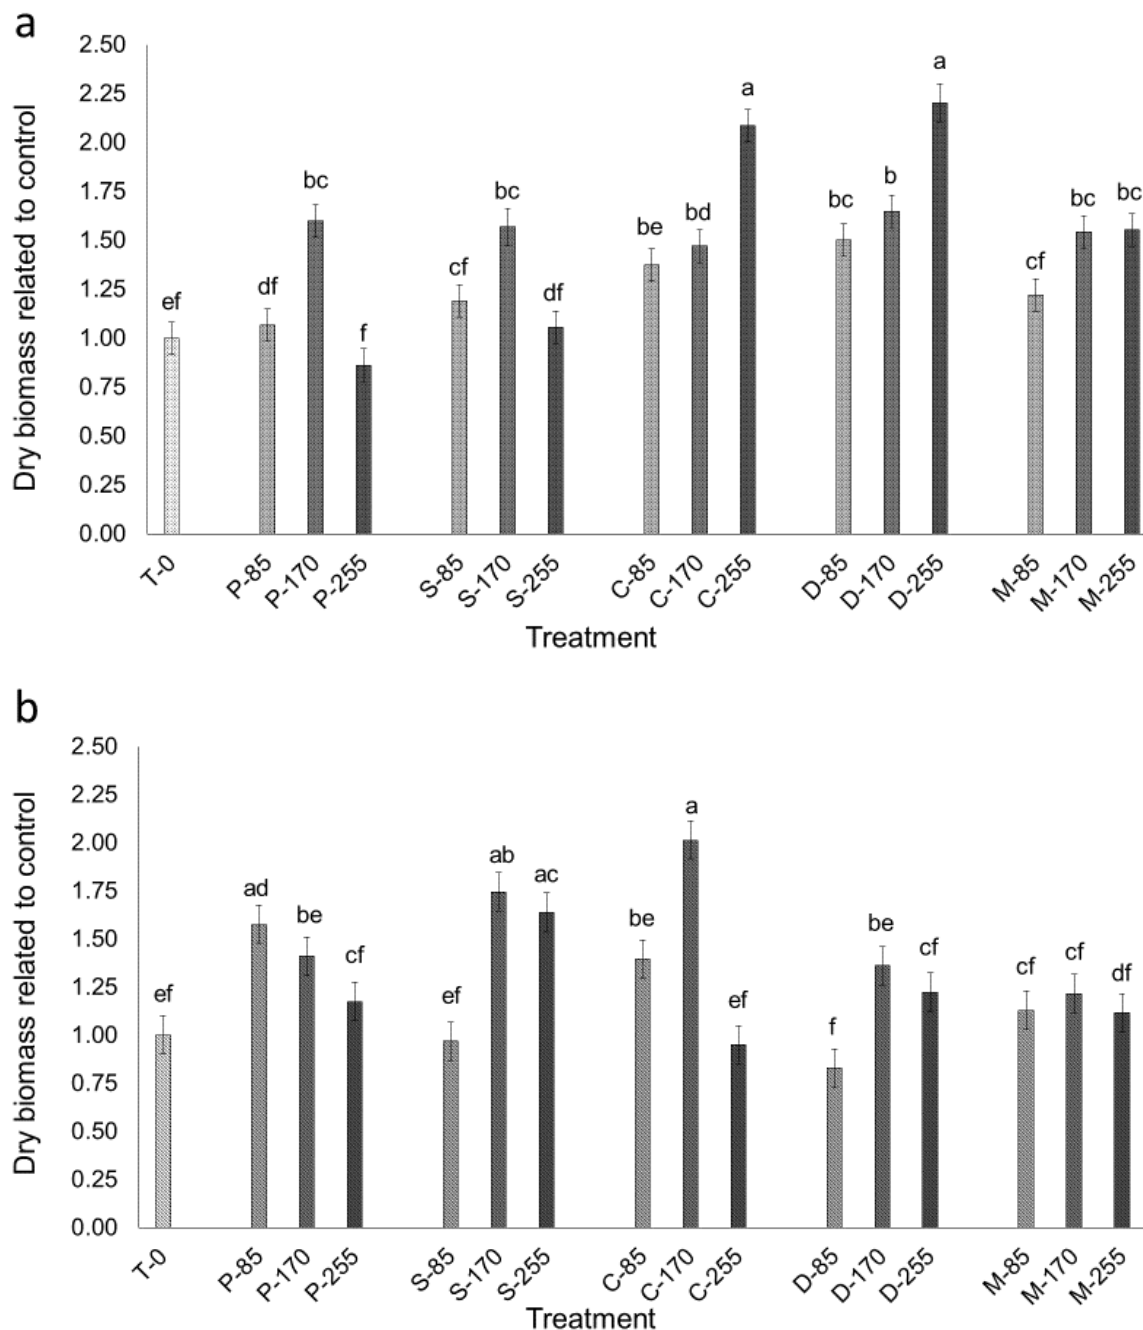 a
Dry biomass related to control
2.50
2.25
2.00
1.75
1.50
1.25
1.00
0.75
0.50
0.25
0.00
ef
df
bc
f
cf
bc
df
be
bd
a
bc
b
a
cf
bc
bc
T-0
P-85
P-170
P-255
S-85
S-170
S-255
C-85
C-170
C-255
D-85
D-170
D-255
M-85
M-170
M-255
Treatment
b
Dry biomass related to control
2.50
2.25
2.00
1.75
1.50
1.25
1.00
0.75
0.50
0.25
0.00
ef
ad
be
cf
ef
ab
ac
be
a
ef
f
be
cf
cf
cf
df
T-0
P-85
P-170
P-255
S-85
S-170
S-255
C-85
C-170
C-255
D-85
D-170
D-255
M-85
M-170
M-255
Treatment